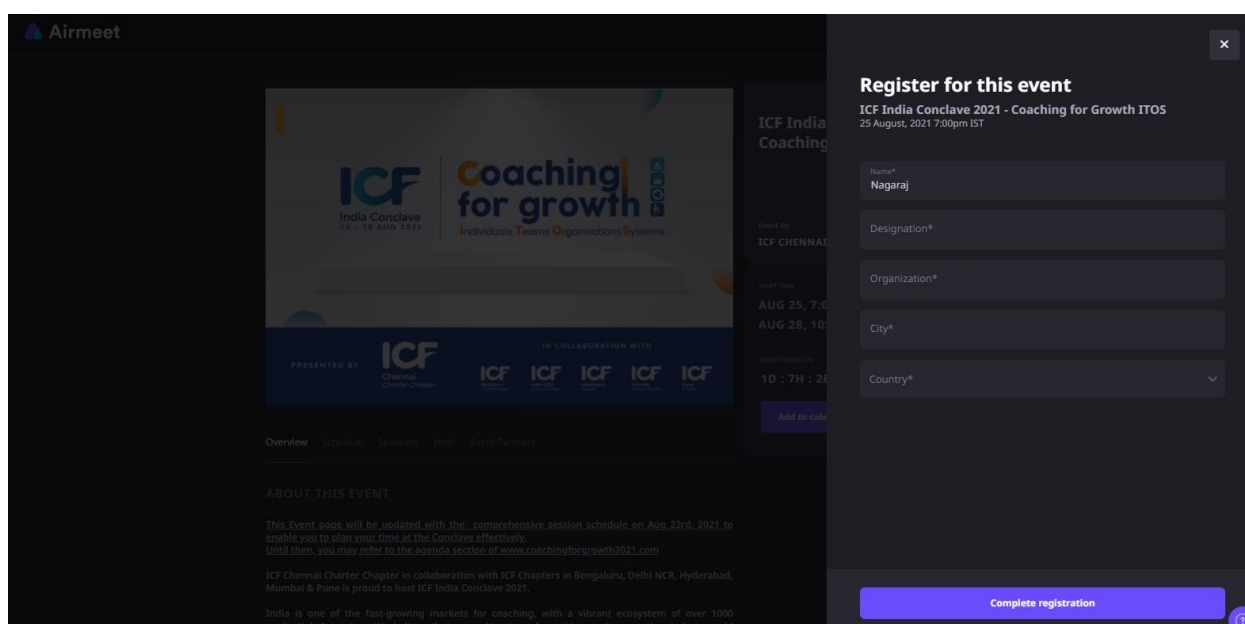 Airmeet
ICF
India Conclave
24 - 28 AUG 2021
Coaching
for growth
Individuals Teams Organisations Systems
PRESENTED BY
ICF
Chennai
Charter Chapter
IN COLLABORATION WITH
ICF ICF ICF ICF ICF
ICF India
Coaching
Event By
ICF CHENNAI
START TIME
AUG 25, 7:0
AUG 28, 10:
EVENT STARTS IN
1D : 7H : 28
Add to cale
Overview Schedule Speakers Host Event Partners
ABOUT THIS EVENT
This Event page will be updated with the comprehensive session schedule on Aug 23rd, 2021 to
enable you to plan your time at the Conclave effectively.
Until then, you may refer to the agenda section of www.coachingforgrowth2021.com
ICF Chennai Charter Chapter in collaboration with ICF Chapters in Bengaluru, Delhi NCR, Hyderabad,
Mumbai & Pune is proud to host ICF India Conclave 2021.
India is one of the fast-growing markets for coaching, with a vibrant ecosystem of over 1000
Register for this event
ICF India Conclave 2021 - Coaching for Growth ITOS
25 August, 2021 7:00pm IST
Name*
Nagaraj
Designation*
Organization*
City*
Country*
Complete registration